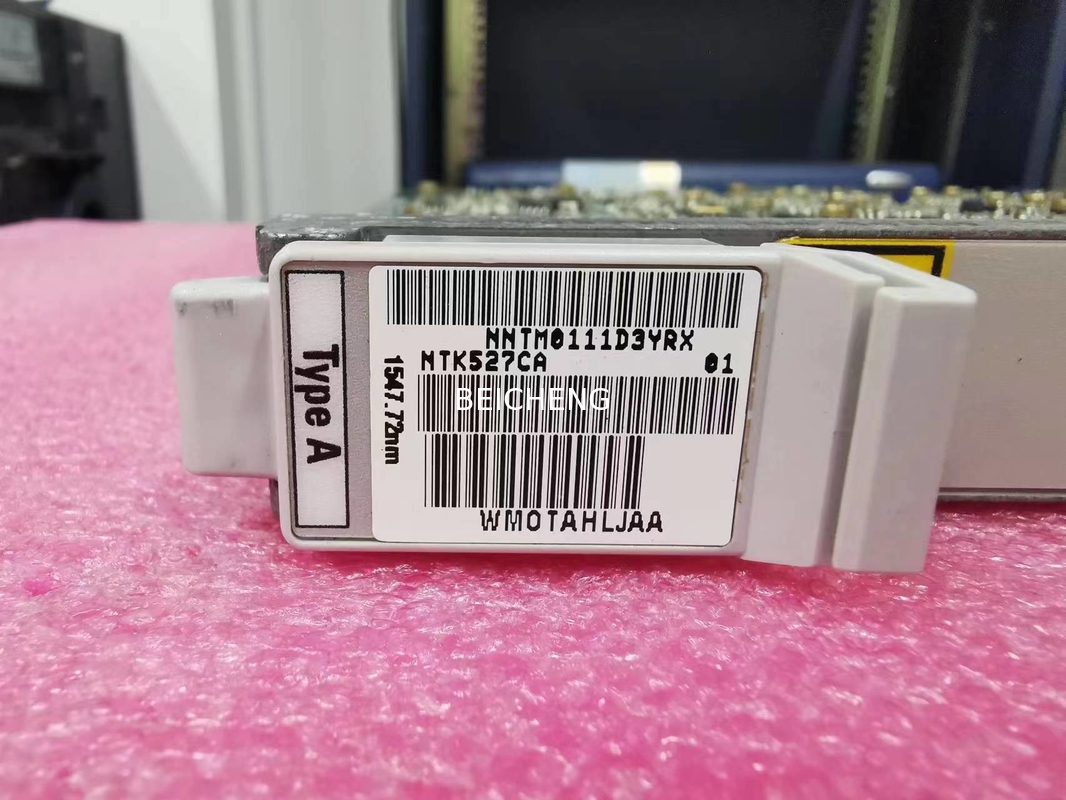 Type A
NNTM0111D3YRX
NTK527CA 01
1547.72nm
BEICHENG
WMOTAHLJAA